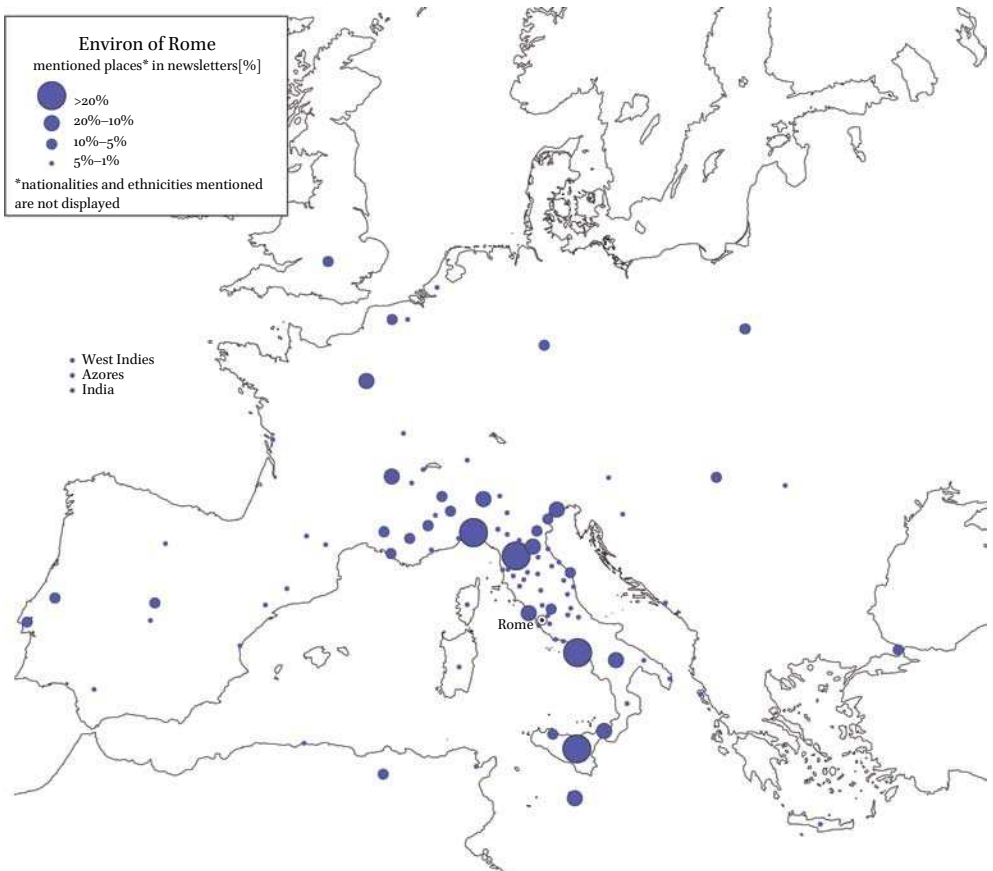 Environ of Rome
mentioned places* in newsletters[%]
>20%
20%–10%
10%–5%
5%–1%
*nationalities and ethnicities mentioned
are not displayed
West Indies
Azores
India
Rome